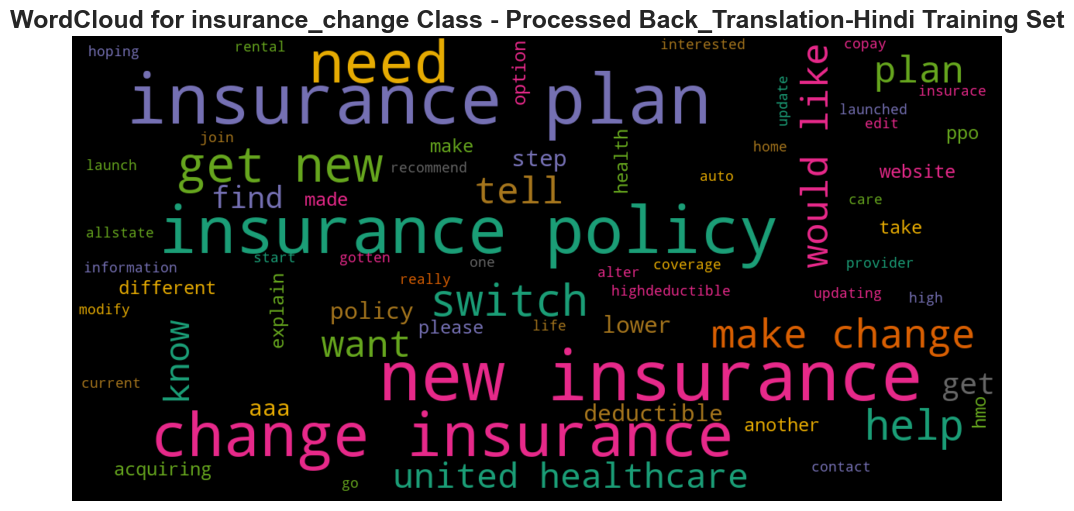 WordCloud for insurance_change Class - Processed Back_Translation-Hindi Training Set
hoping
rental
need
option
interested
copay
would like
plan
insurance plan
update
insurace
launched
edit
ppo
join
make
health
home
launch
get new
recommend
step
website
find
made
tell
auto
care
allstate
insurance policy
take
information
start
gotten
one
really
coverage
alter
provider
different
explain
highdeductible
updating
high
modify
switch
policy
please
life
lower
know
want
make change
new insurance
current
get
aaa
deductible
another
help
hmo
change insurance
acquiring
united healthcare
contact
go